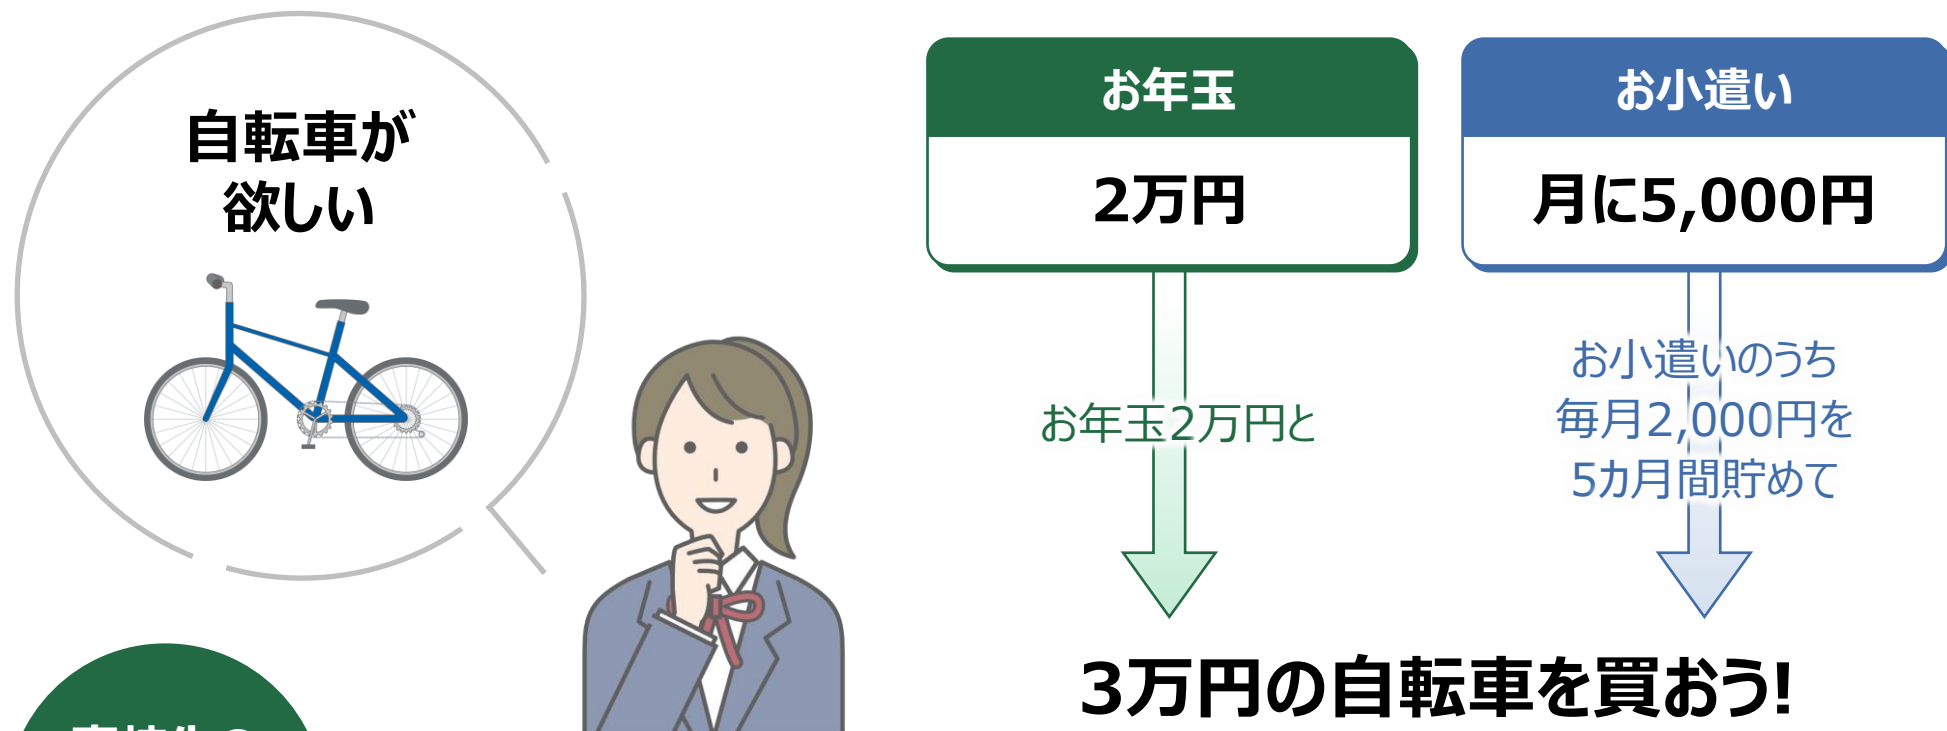 自転車が
欲しい
お年玉
2万円
お年玉2万円と
お小遣い
月に5,000円
お小遣いのうち
毎月2,000円を
5カ月間貯めて
3万円の自転車を買おう!